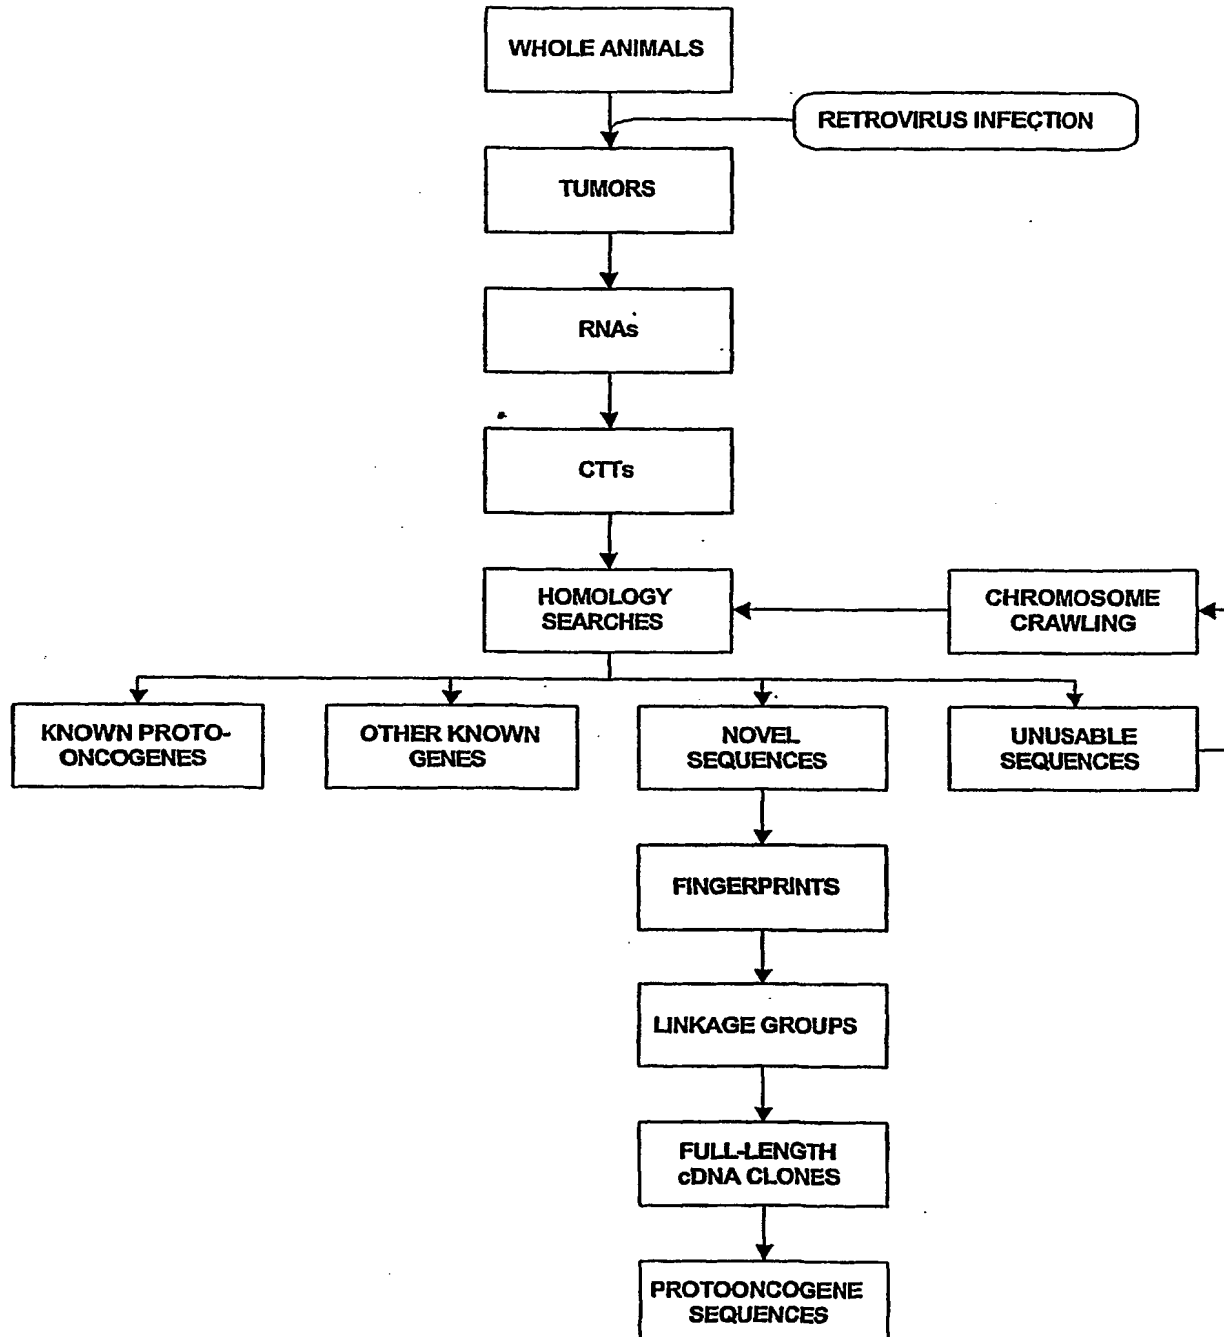 WHOLE ANIMALS
RETROVIRUS INFECTION
TUMORS
RNAs
CTTs
HOMOLOGY
SEARCHES
CHROMOSOME
CRAWLING
KNOWN PROTO-
ONCOGENES
OTHER KNOWN
GENES
NOVEL
SEQUENCES
UNUSABLE
SEQUENCES
FINGERPRINTS
LINKAGE GROUPS
FULL-LENGTH
cDNA CLONES
PROTOONCOGENE
SEQUENCES